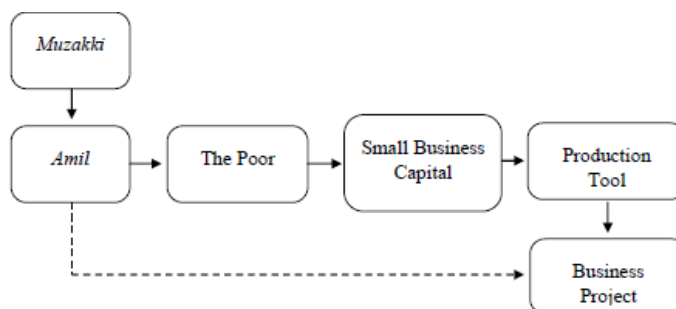 Muzakki
Amil
The Poor
Small Business
Capital
Production
Tool
Business
Project